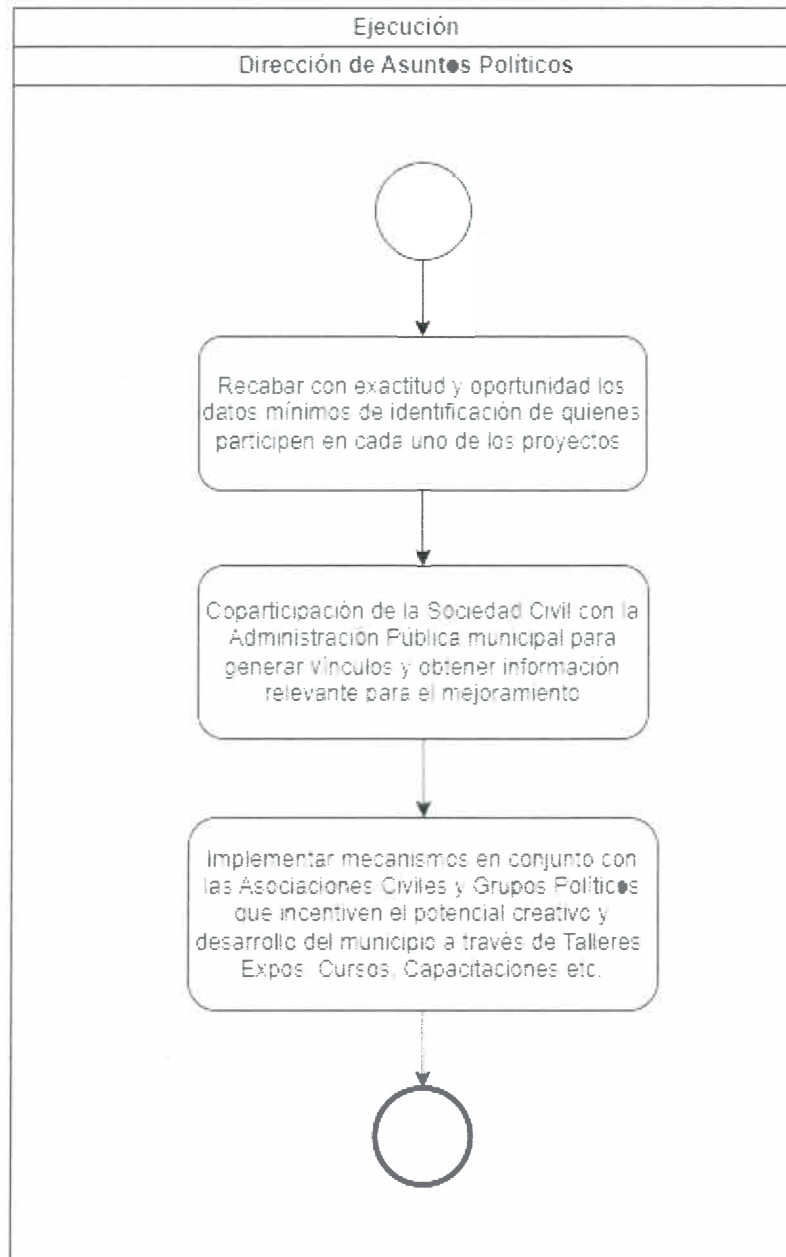 Ejecución
Dirección de Asuntos Políticos
Recabar con exactitud y oportunidad los
datos mínimos de identificación de quienes
participen en cada uno de los proyectos
Coparticipación de la Sociedad Civil con la
Administración Pública municipal para
generar vínculos y obtener información
relevante para el mejoramiento
Implementar mecanismos en conjunto con
las Asociaciones Civiles y Grupos Políticos
que incentiven el potencial creativo y
desarrollo del municipio a través de Talleres
Expos Cursos, Capacitaciones etc.